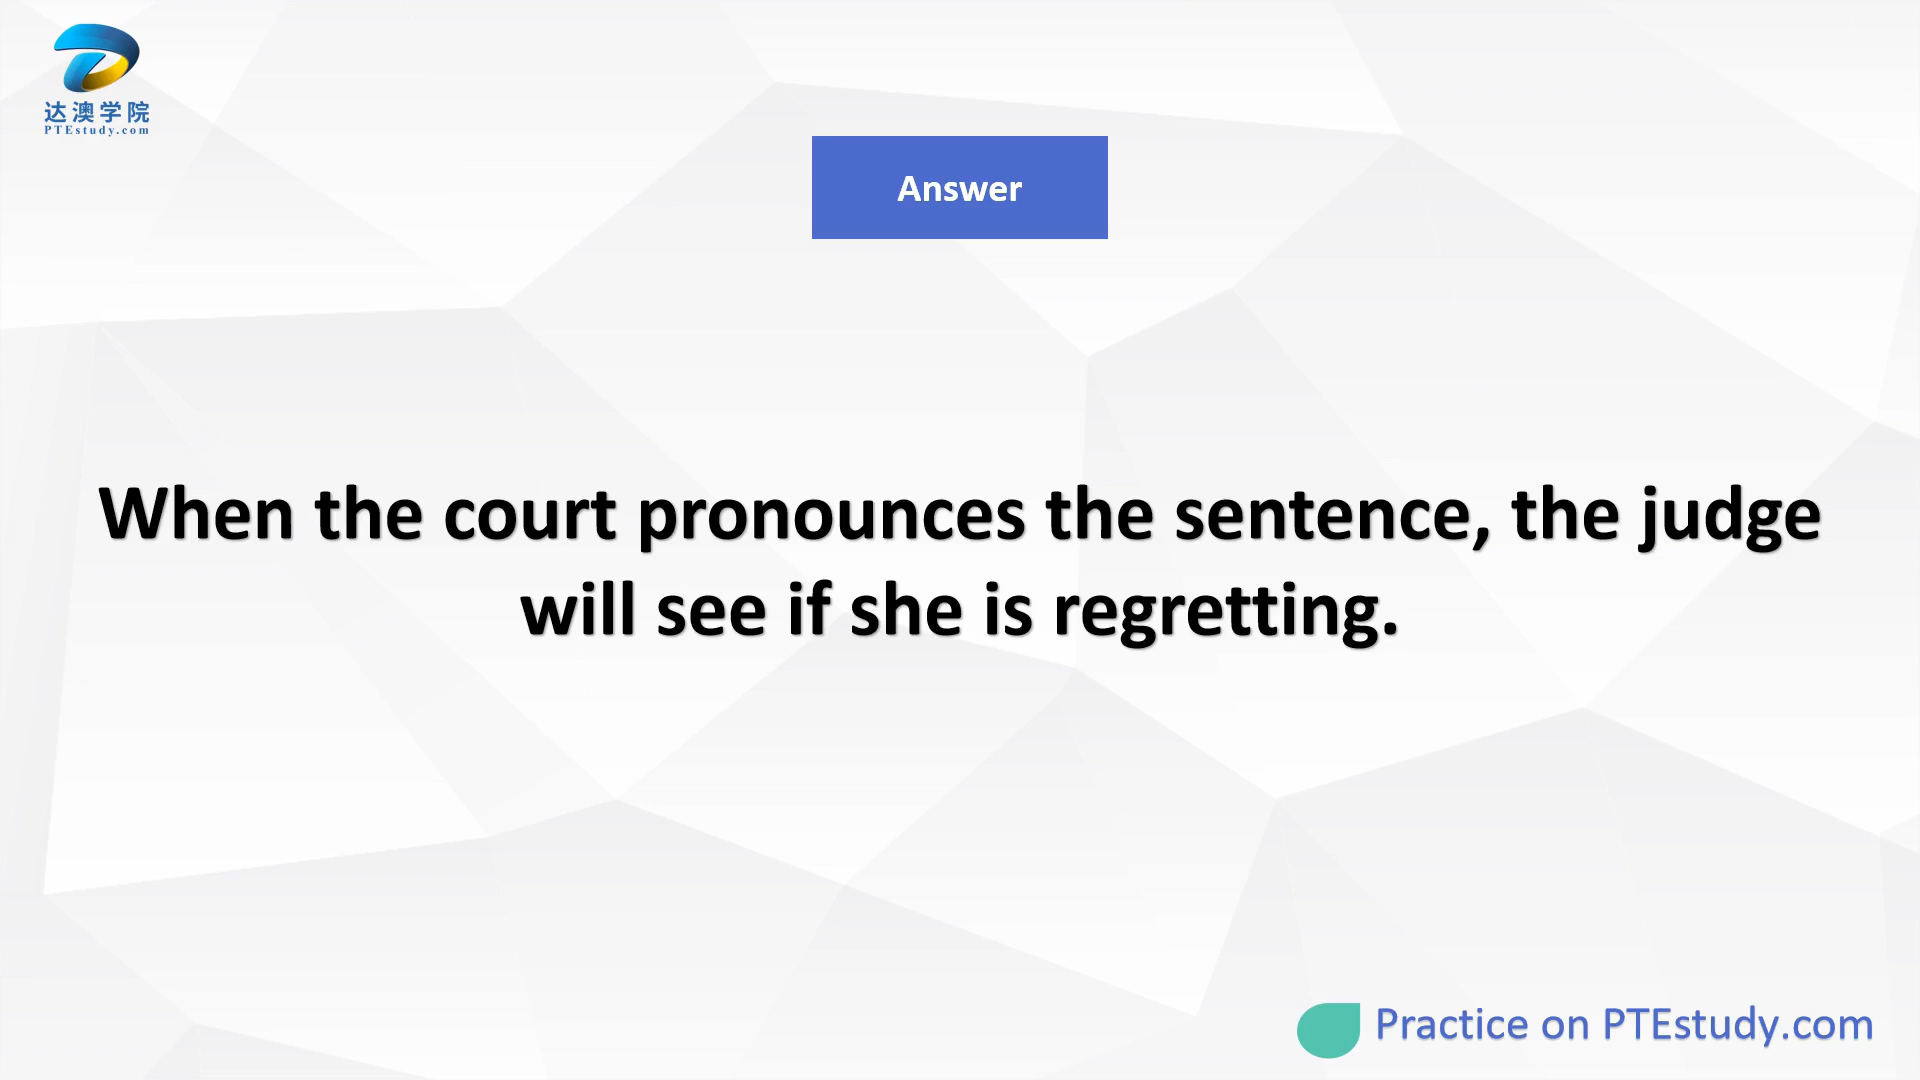 达澳学院
PTEstudy.com
Answer
When the court pronounces the sentence, the judge
will see if she is regretting.
Practice on PTEstudy.com